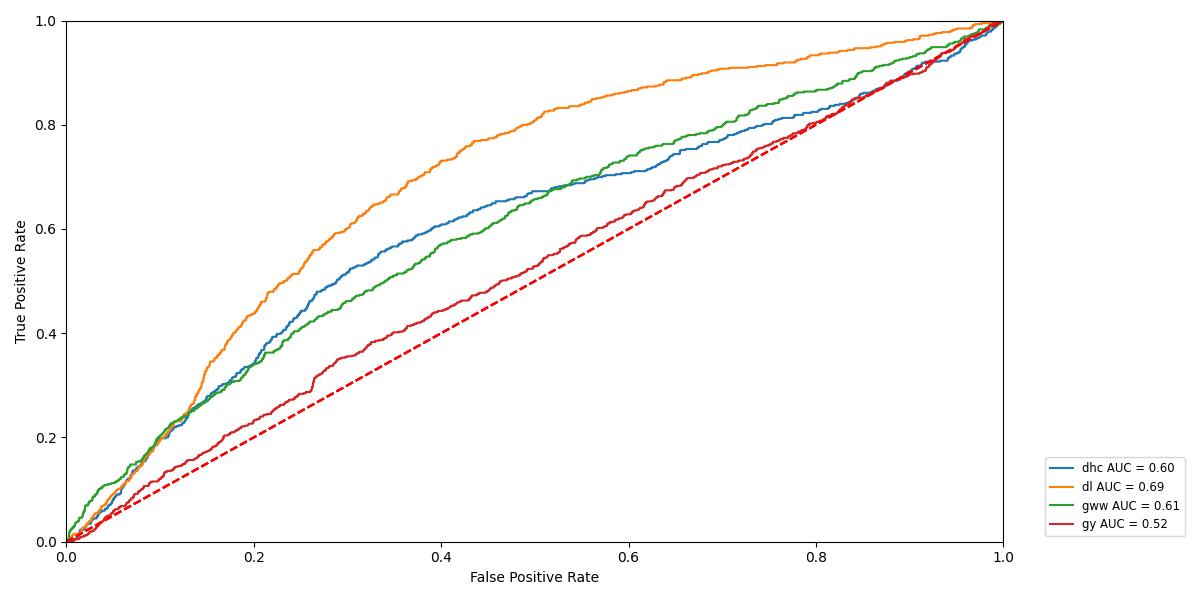 1.0
0.8
0.6
0.4
0.2
0.0
True Positive Rate
0.0 0.2 0.4 0.6 0.8 1.0
False Positive Rate
dhc AUC = 0.60
dl AUC = 0.69
gww AUC = 0.61
gy AUC = 0.52